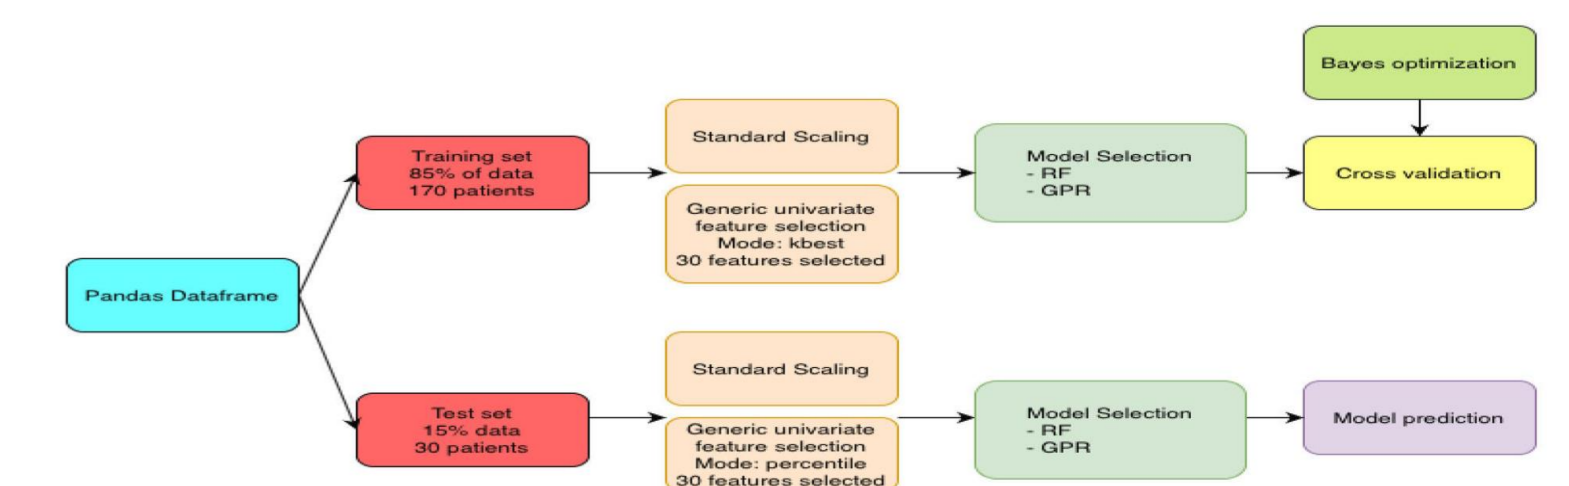 Bayes optimization
Training set
85% of data
170 patients
Standard Scaling
Generic univariate
feature selection
Mode: kbest
30 features selected
Model Selection
- RF
- GPR
Cross validation
Pandas Dataframe
Test set
15% data
30 patients
Standard Scaling
Generic univariate
feature selection
Mode: percentile
30 features selected
Model Selection
- RF
- GPR
Model prediction